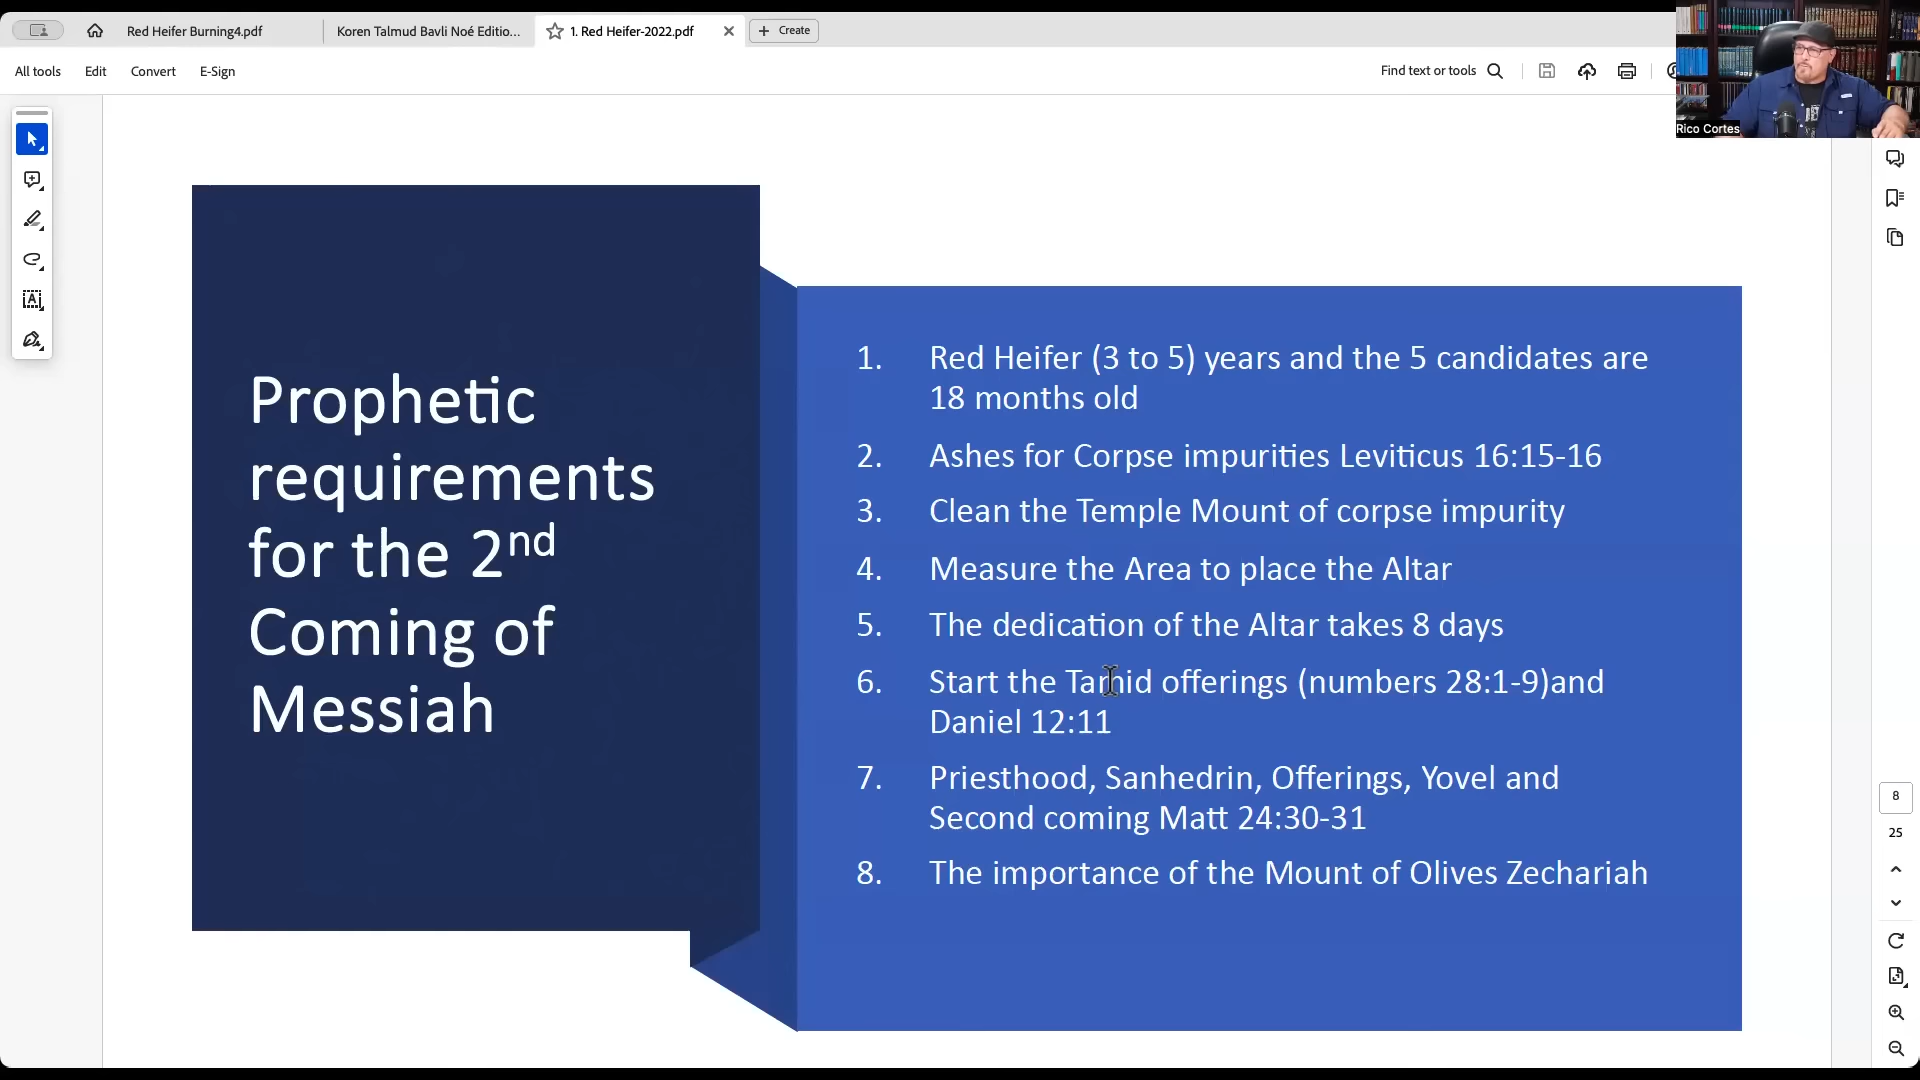 Red Heifer Burning4.pdf
Koren Talmud Bavli Noé Editio...
1. Red Heifer-2022.pdf
Create
All tools
Edit
Convert
E-Sign
Find text or tools
Rico Cortes
Prophetic
requirements
for the 2nd
Coming of
Messiah
1. Red Heifer (3 to 5) years and the 5 candidates are
18 months old
2. Ashes for Corpse impurities Leviticus 16:15-16
3. Clean the Temple Mount of corpse impurity
4. Measure the Area to place the Altar
5. The dedication of the Altar takes 8 days
6. Start the Tamid offerings (numbers 28:1-9)and
Daniel 12:11
7. Priesthood, Sanhedrin, Offerings, Yovel and
Second coming Matt 24:30-31
8. The importance of the Mount of Olives Zechariah
8
25